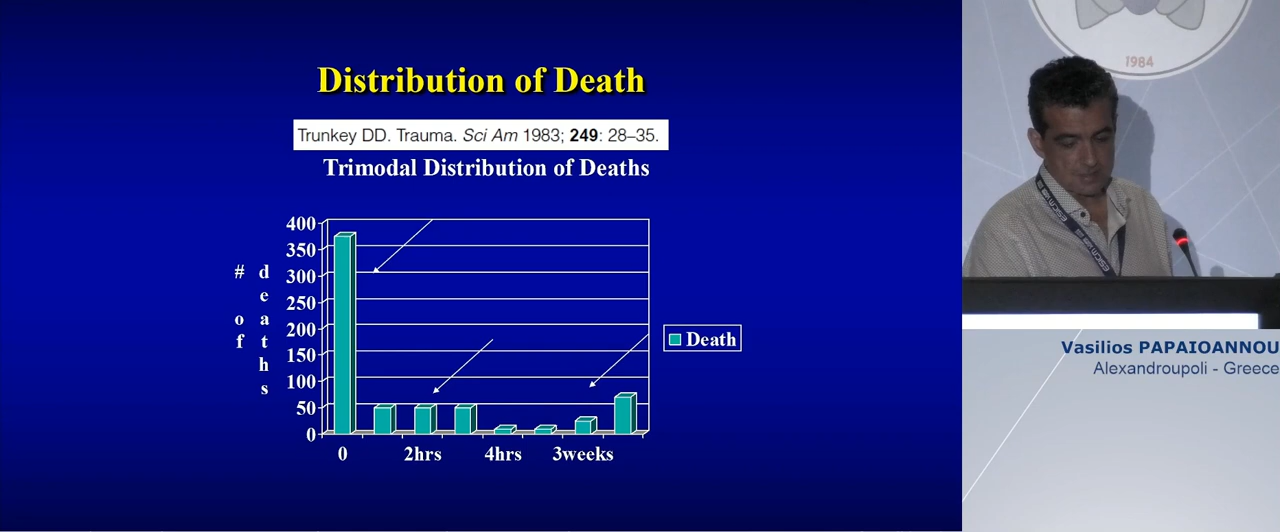 Distribution of Death
Trunkey DD. Trauma. Sci Am 1983; 249: 28–35.
Trimodal Distribution of Deaths
400
350
300
250
200
150
100
50
0
# of
deaths
0 2hrs 4hrs 3weeks
Death
1984
Vasilios PAPAIOANNOU
Alexandroupoli - Greece
ESICM